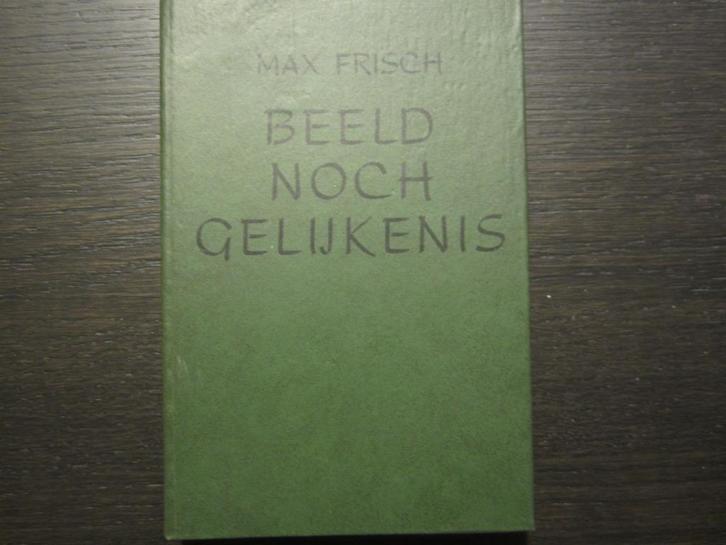 MAX FRISCH
BEELD
NOCH
GELIJKENIS